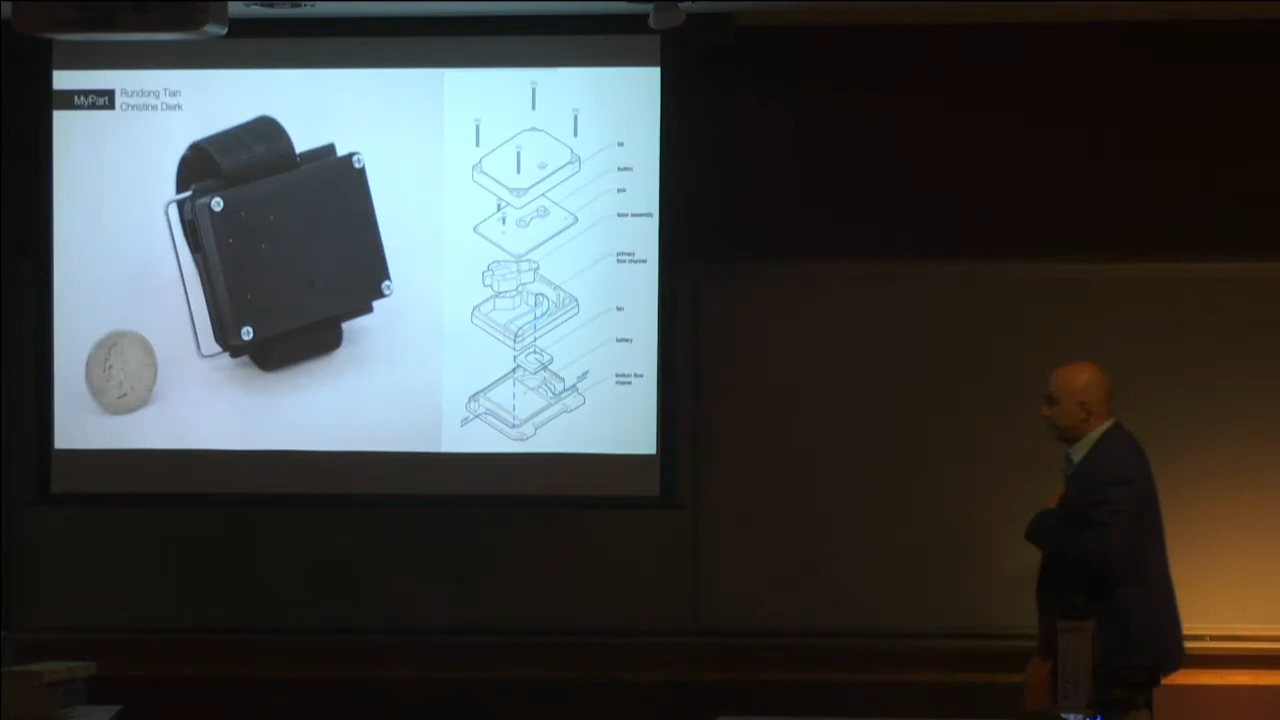 MyPart
Rundong Tian
Christine Dierk
lid
button
pcb
laser assembly
primary
flow channel
fan
battery
bottom flow
channel